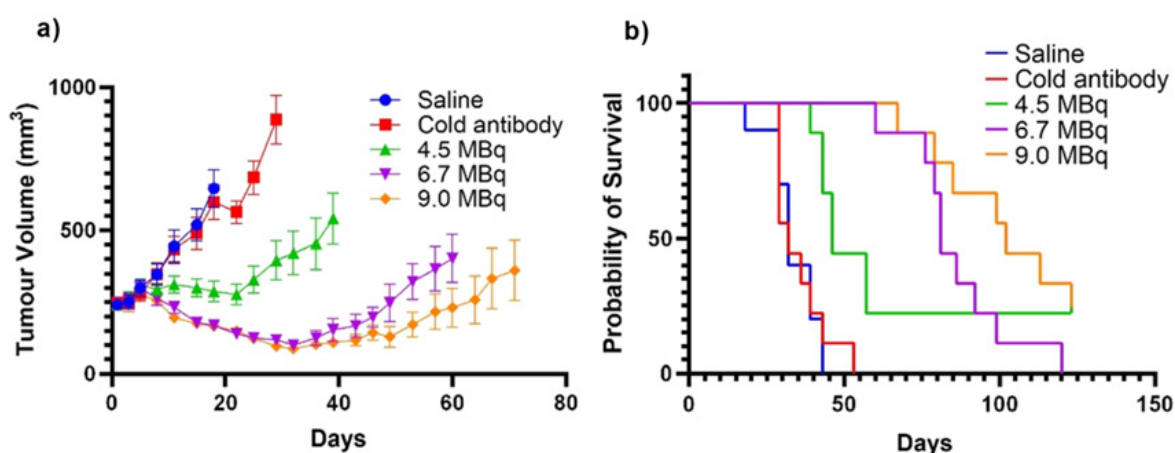 a)
Tumour Volume (mm³)
1000
500
0
0 20 40 60 80
Days
Saline
Cold antibody
4.5 MBq
6.7 MBq
9.0 MBq
b)
Probability of Survival
100
50
0
0 50 100 150
Days
Saline
Cold antibody
4.5 MBq
6.7 MBq
9.0 MBq